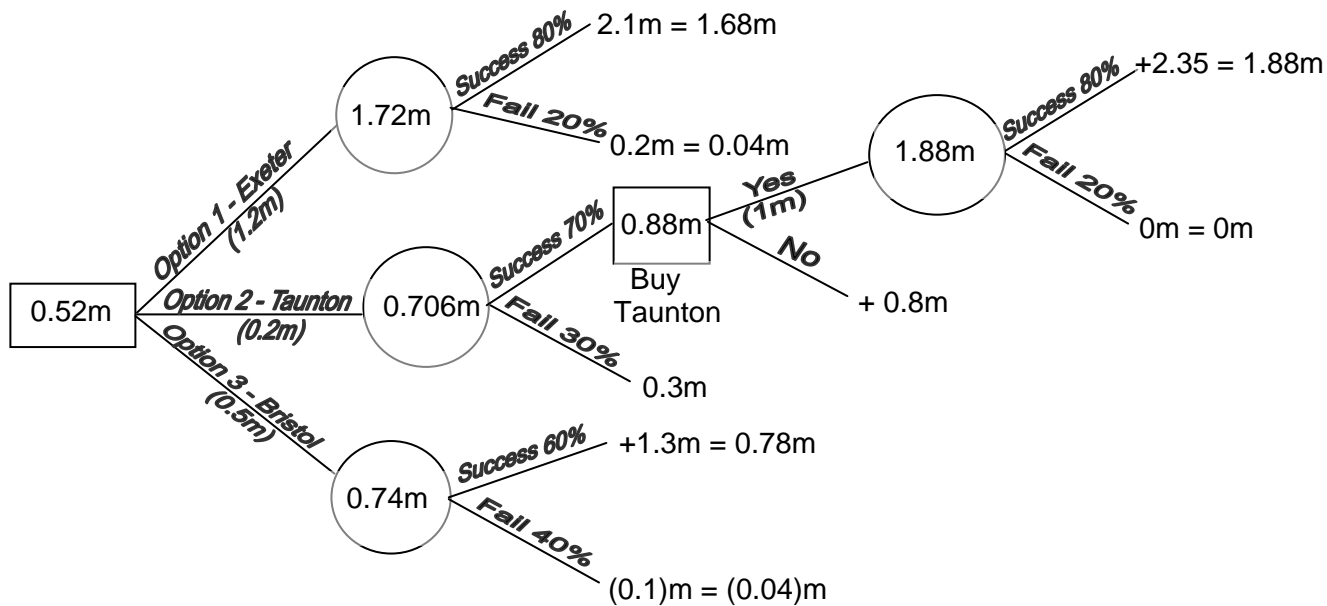 0.52m
Option 1 - Exeter
(1.2m)
1.72m
Success 80%
2.1m = 1.68m
Fail 20%
0.2m = 0.04m
Option 2 - Taunton
(0.2m)
0.706m
Success 70%
0.88m
Buy
Taunton
Yes
(1m)
1.88m
Success 80%
+2.35 = 1.88m
Fail 20%
0m = 0m
No
+ 0.8m
Fail 30%
0.3m
Option 3 - Bristol
(0.5m)
0.74m
Success 60%
+1.3m = 0.78m
Fail 40%
(0.1)m = (0.04)m